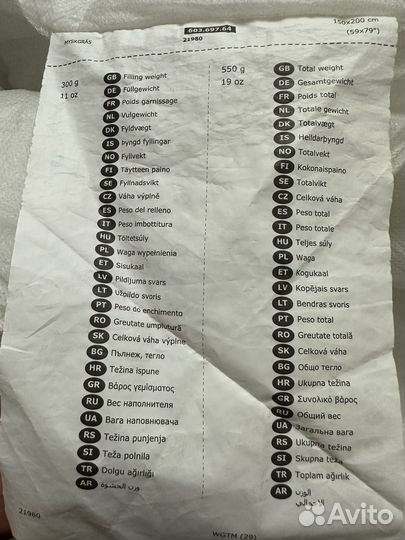 MYSKGRÄS
603.697.64
21980
150x200 cm
(59x79")
300 g
11 oz
GB Filling weight
DE Füllgewicht
FR Poids garnissage
NL Vulgewicht
DK Fyldvægt
IS Þyngd fyllingar
NO Fyllvekt
FI Täytteen paino
SE Fyllnadsvikt
CZ Váha výplně
ES Peso del relleno
IT Peso imbottitura
HU Töltetsúly
PL Waga wypełnienia
ET Sisukaal
LV Pildījuma svars
LT Užpildo svoris
PT Peso do enchimento
RO Greutate umplutură
SK Celková váha výplne
BG Пълнеж, тегло
HR Težina ispune
GR Βάρος γεμίσματος
RU Вес наполнителя
UA Вага наповнювача
RS Težina punjenja
SI Teža polnila
TR Dolgu ağırlığı
AR وزن الحشوة
21980
550 g
19 oz
GB Total weight
DE Gesamtgewicht
FR Poids total
NL Totale gewicht
DK Totalvægt
IS Heildarþyngd
NO Totalvekt
FI Kokonaispaino
SE Totalvikt
CZ Celková váha
ES Peso total
IT Peso totale
HU Teljes súly
PL Waga
ET Kogukaal
LV Kopējais svars
LT Bendras svoris
PT Peso total
RO Greutate totală
SK Celková váha
BG Общо тегло
HR Ukupna težina
GR Συνολικό βάρος
RU Общий вес
UA Загальна вага
RS Ukupna težina
SI Skupna teža
TR Toplam ağırlık
AR الوزن
الإجمالي
WGTM (29)
Avito